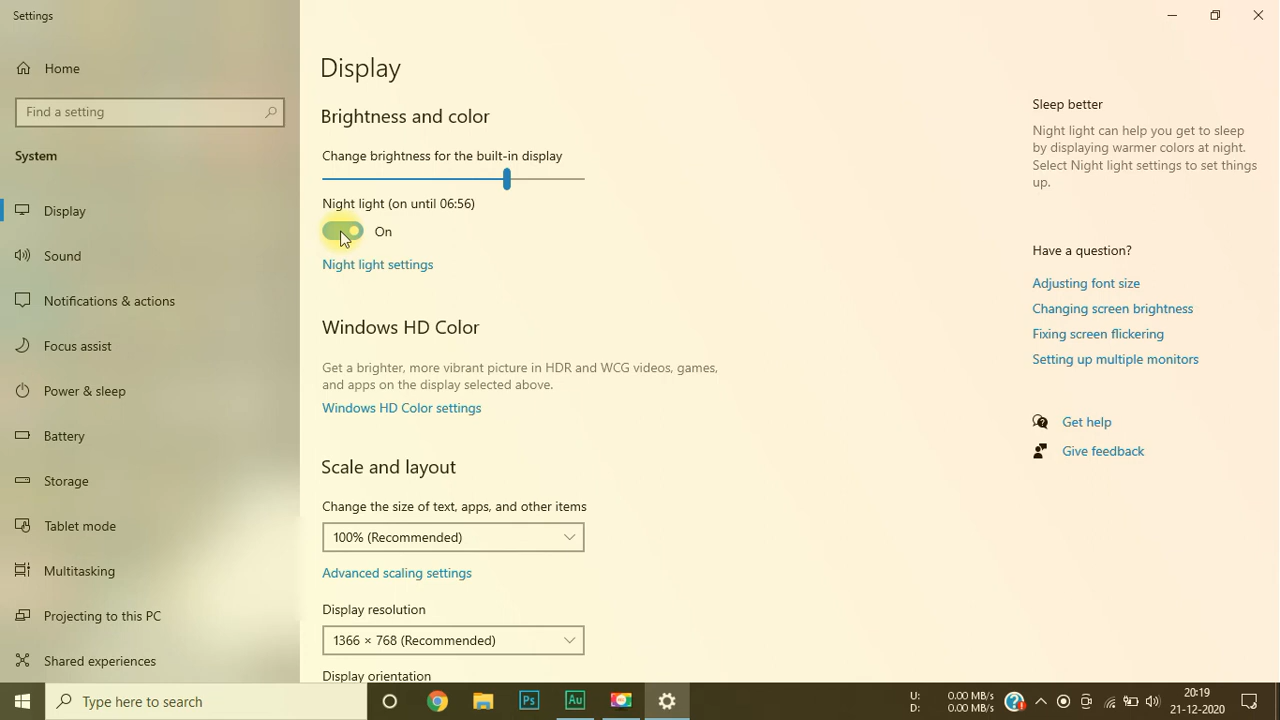 Settings
Home
Find a setting
System
Display
Sound
Notifications & actions
Focus assist
Power & sleep
Battery
Storage
Tablet mode
Multitasking
Projecting to this PC
Shared experiences
Display
Brightness and color
Change brightness for the built-in display
Night light (on until 06:56)
On
Night light settings
Windows HD Color
Get a brighter, more vibrant picture in HDR and WCG videos, games,
and apps on the display selected above.
Windows HD Color settings
Scale and layout
Change the size of text, apps, and other items
100% (Recommended)
Advanced scaling settings
Display resolution
1366 × 768 (Recommended)
Display orientation
Sleep better
Night light can help you get to sleep
by displaying warmer colors at night.
Select Night light settings to set things
up.
Have a question?
Adjusting font size
Changing screen brightness
Fixing screen flickering
Setting up multiple monitors
Get help
Give feedback
Type here to search
Ps
Au
U: 0.00 MB/s
D: 0.00 MB/s
20:19
21-12-2020